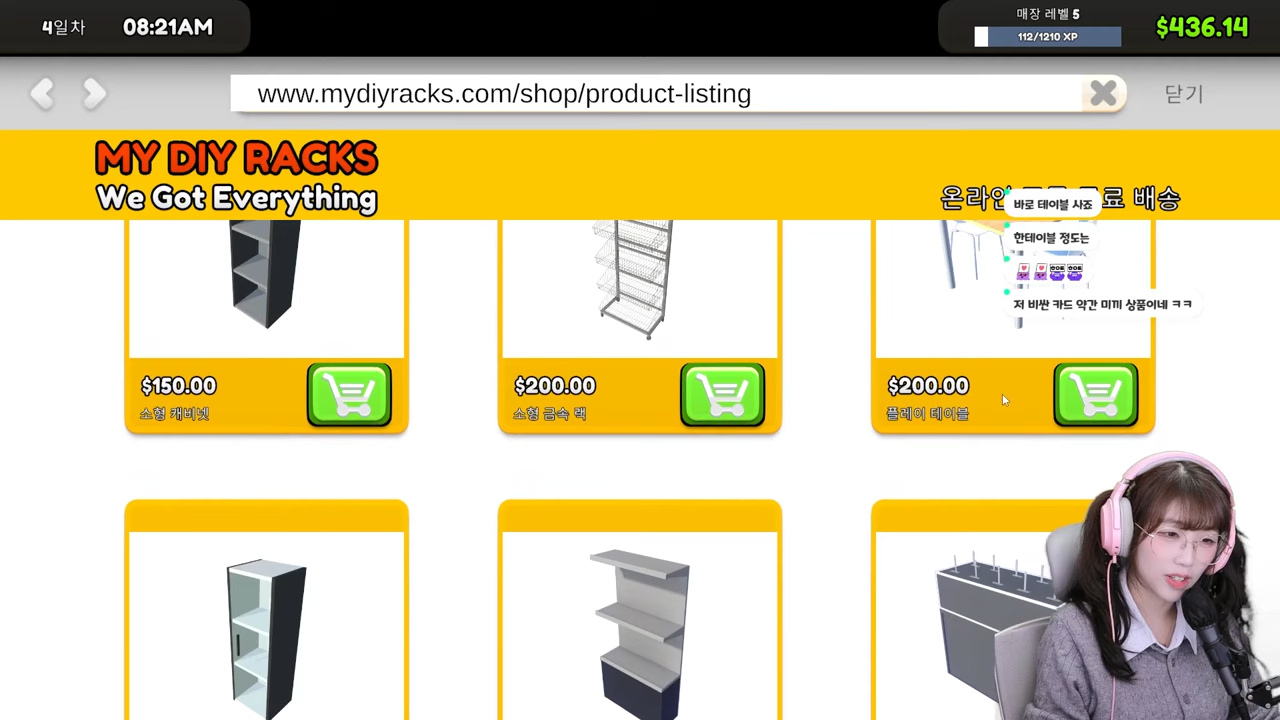 4일차
08:21AM
매장 레벨 5
112/1210 XP
$436.14
www.mydiyracks.com/shop/product-listing
닫기
MY DIY RACKS
We Got Everything
온라인
료 배송
바로 테이블 사죠
한테이블 정도는
저 비싼 카드 약간 미끼 상품이네 ㅋㅋ
$150.00
소형 캐비넷
$200.00
소형 금속 랙
$200.00
플레이 테이블